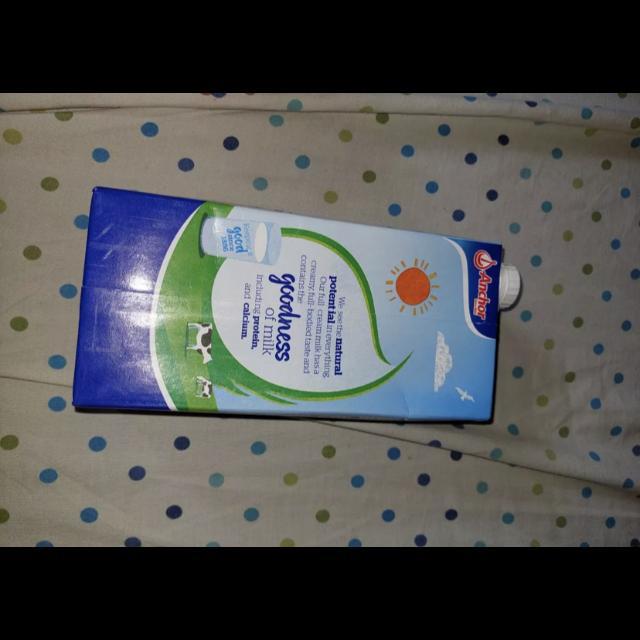 Anchor
We see the natural
potential in everything
Our full cream milk has a
creamy, full-bodied taste and
contains the
goodness
of milk
including protein,
and calcium.
good